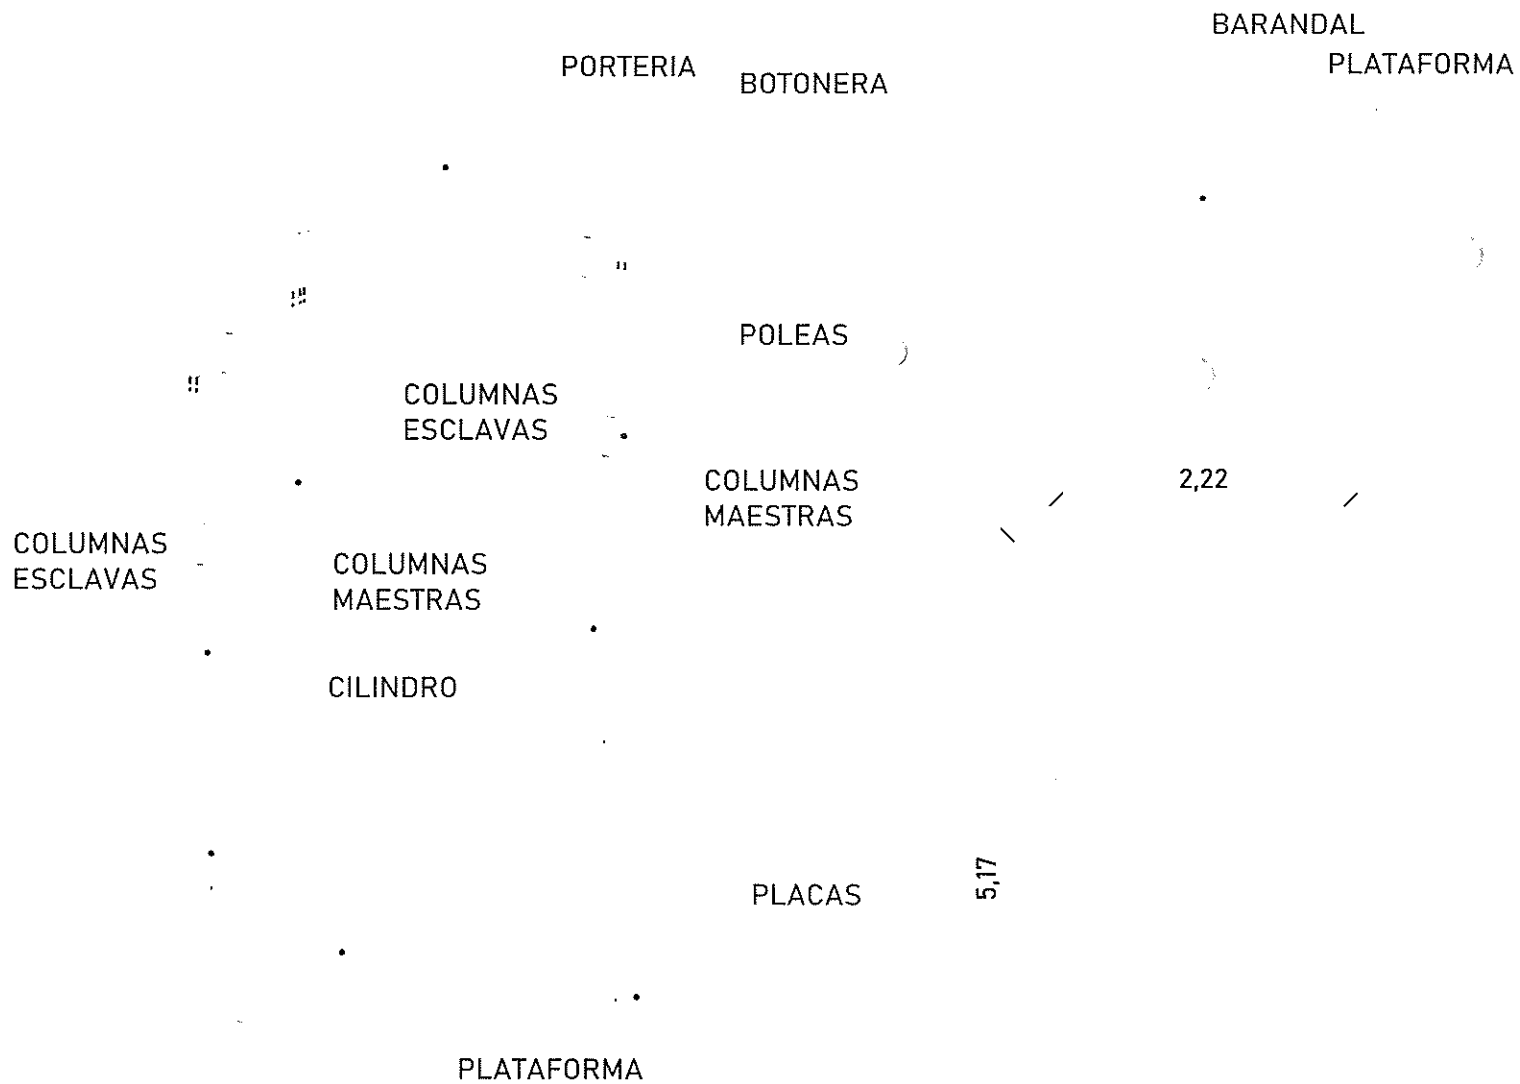 BARANDAL
PLATAFORMA
PORTERIA
BOTONERA
POLEAS
COLUMNAS
ESCLAVAS
COLUMNAS
MAESTRAS
2,22
COLUMNAS
ESCLAVAS
COLUMNAS
MAESTRAS
CILINDRO
PLACAS
5,17
PLATAFORMA